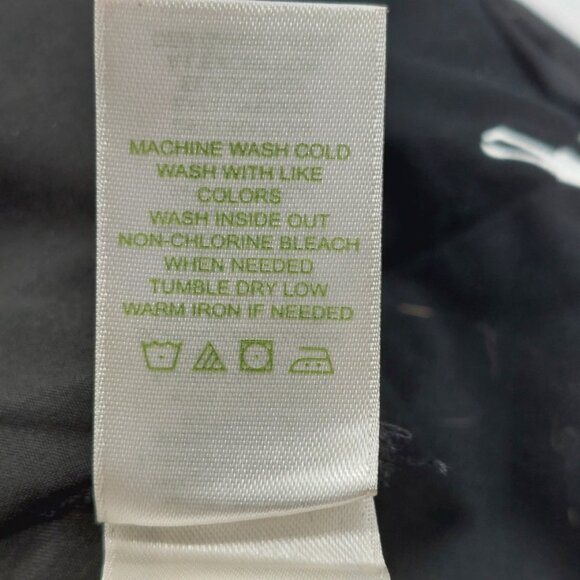 MACHINE WASH COLD
WASH WITH LIKE
COLORS
WASH INSIDE OUT
NON-CHLORINE BLEACH
WHEN NEEDED
TUMBLE DRY LOW
WARM IRON IF NEEDED